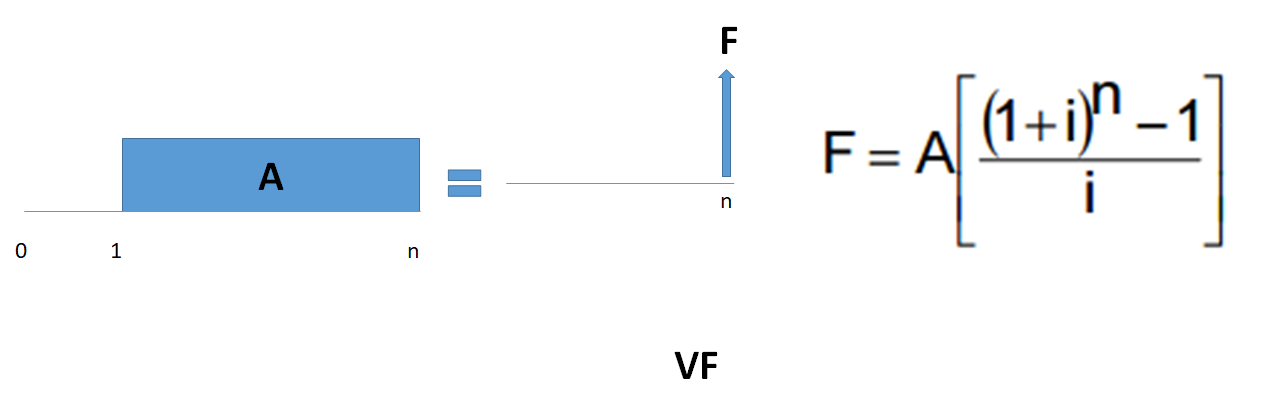 F
A
0 1 n
n
F = A[((1+i)^n − 1)/i]
VF